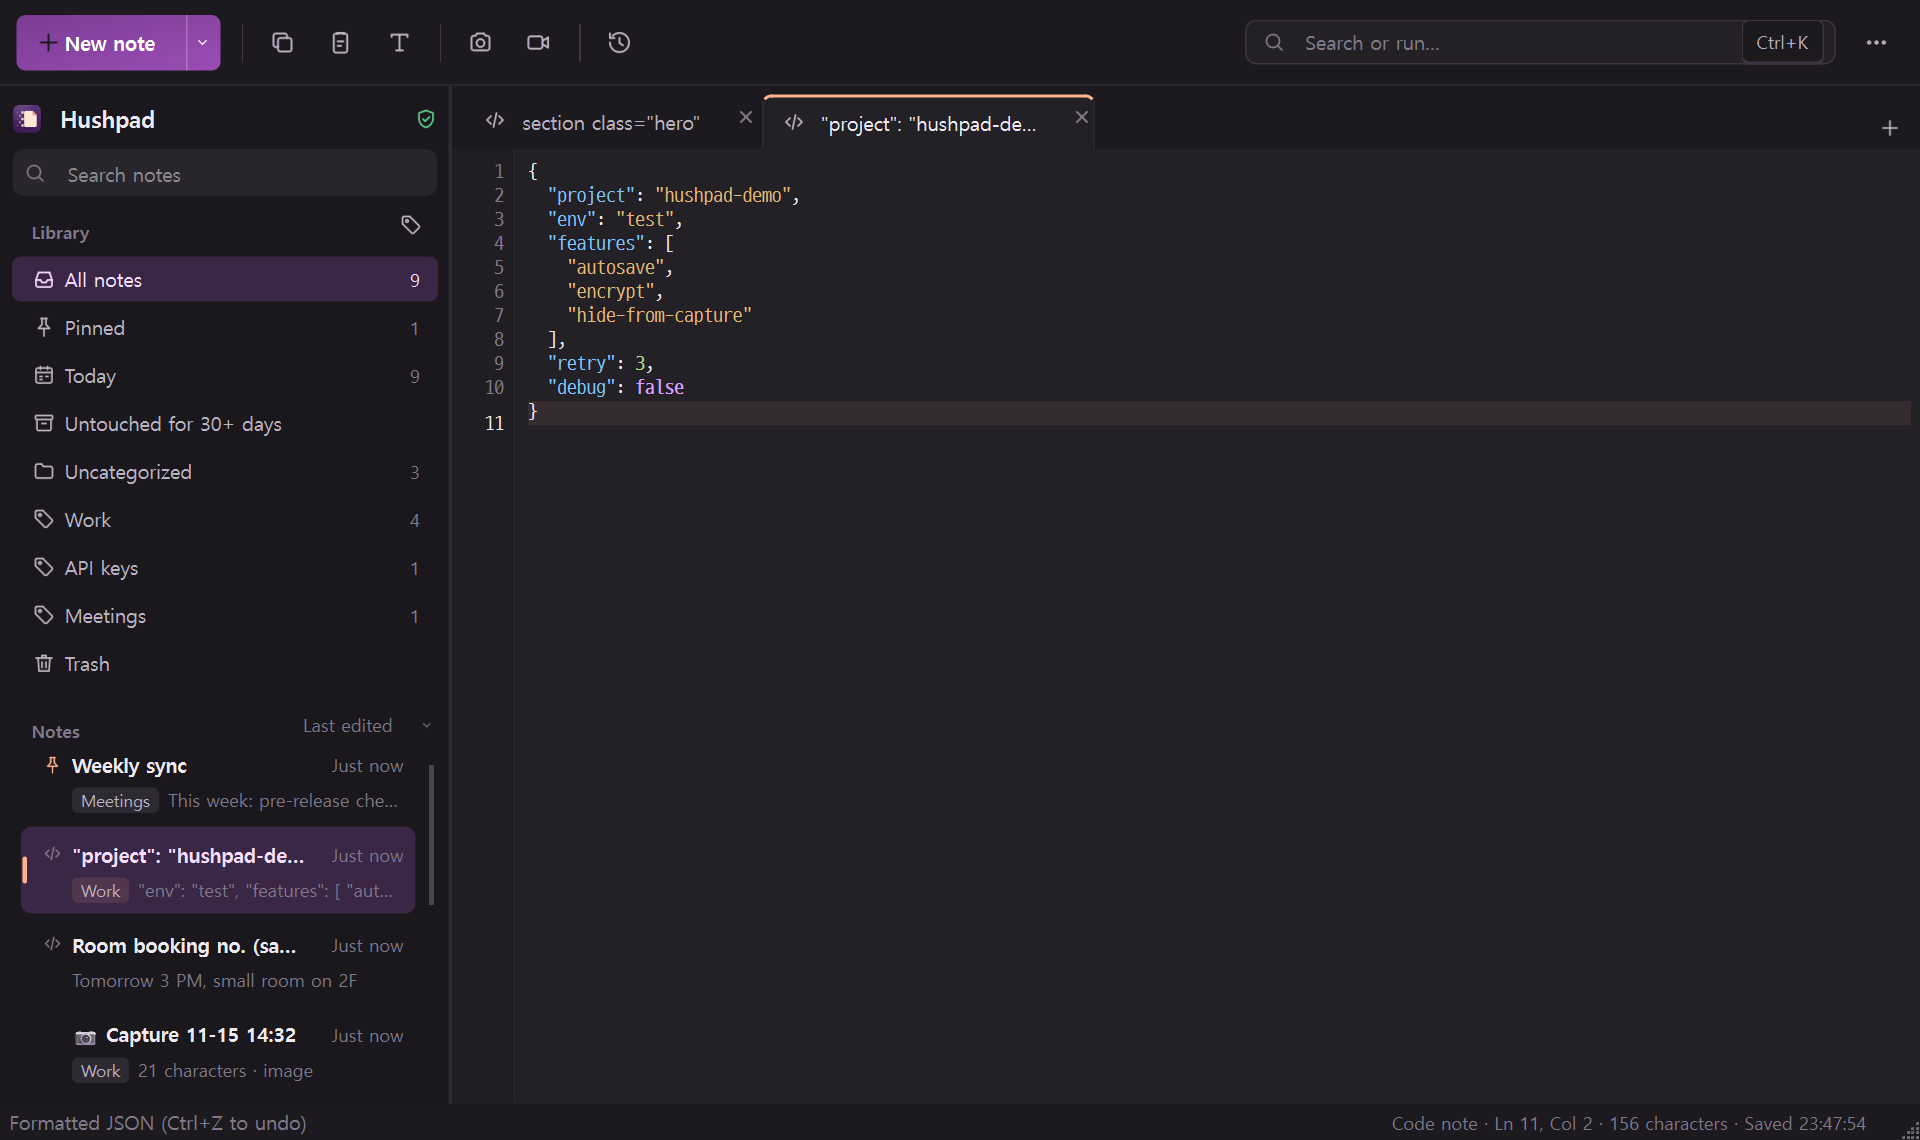 New note
Search or run...
Ctrl+K
Hushpad
Search notes
Library
All notes 9
Pinned 1
Today 9
Untouched for 30+ days
Uncategorized 3
Work 4
API keys 1
Meetings 1
Trash
Notes Last edited
Weekly sync Just now
Meetings This week: pre-release che...
"project": "hushpad-de... Just now
Work "env": "test", "features": [ "aut...
Room booking no. (sa... Just now
Tomorrow 3 PM, small room on 2F
Capture 11-15 14:32 Just now
Work 21 characters · image
section class="hero"
"project": "hushpad-de...
1 {
2   "project": "hushpad-demo",
3   "env": "test",
4   "features": [
5     "autosave",
6     "encrypt",
7     "hide-from-capture"
8   ],
9   "retry": 3,
10   "debug": false
11 }
Formatted JSON (Ctrl+Z to undo)
Code note · Ln 11, Col 2 · 156 characters · Saved 23:47:54